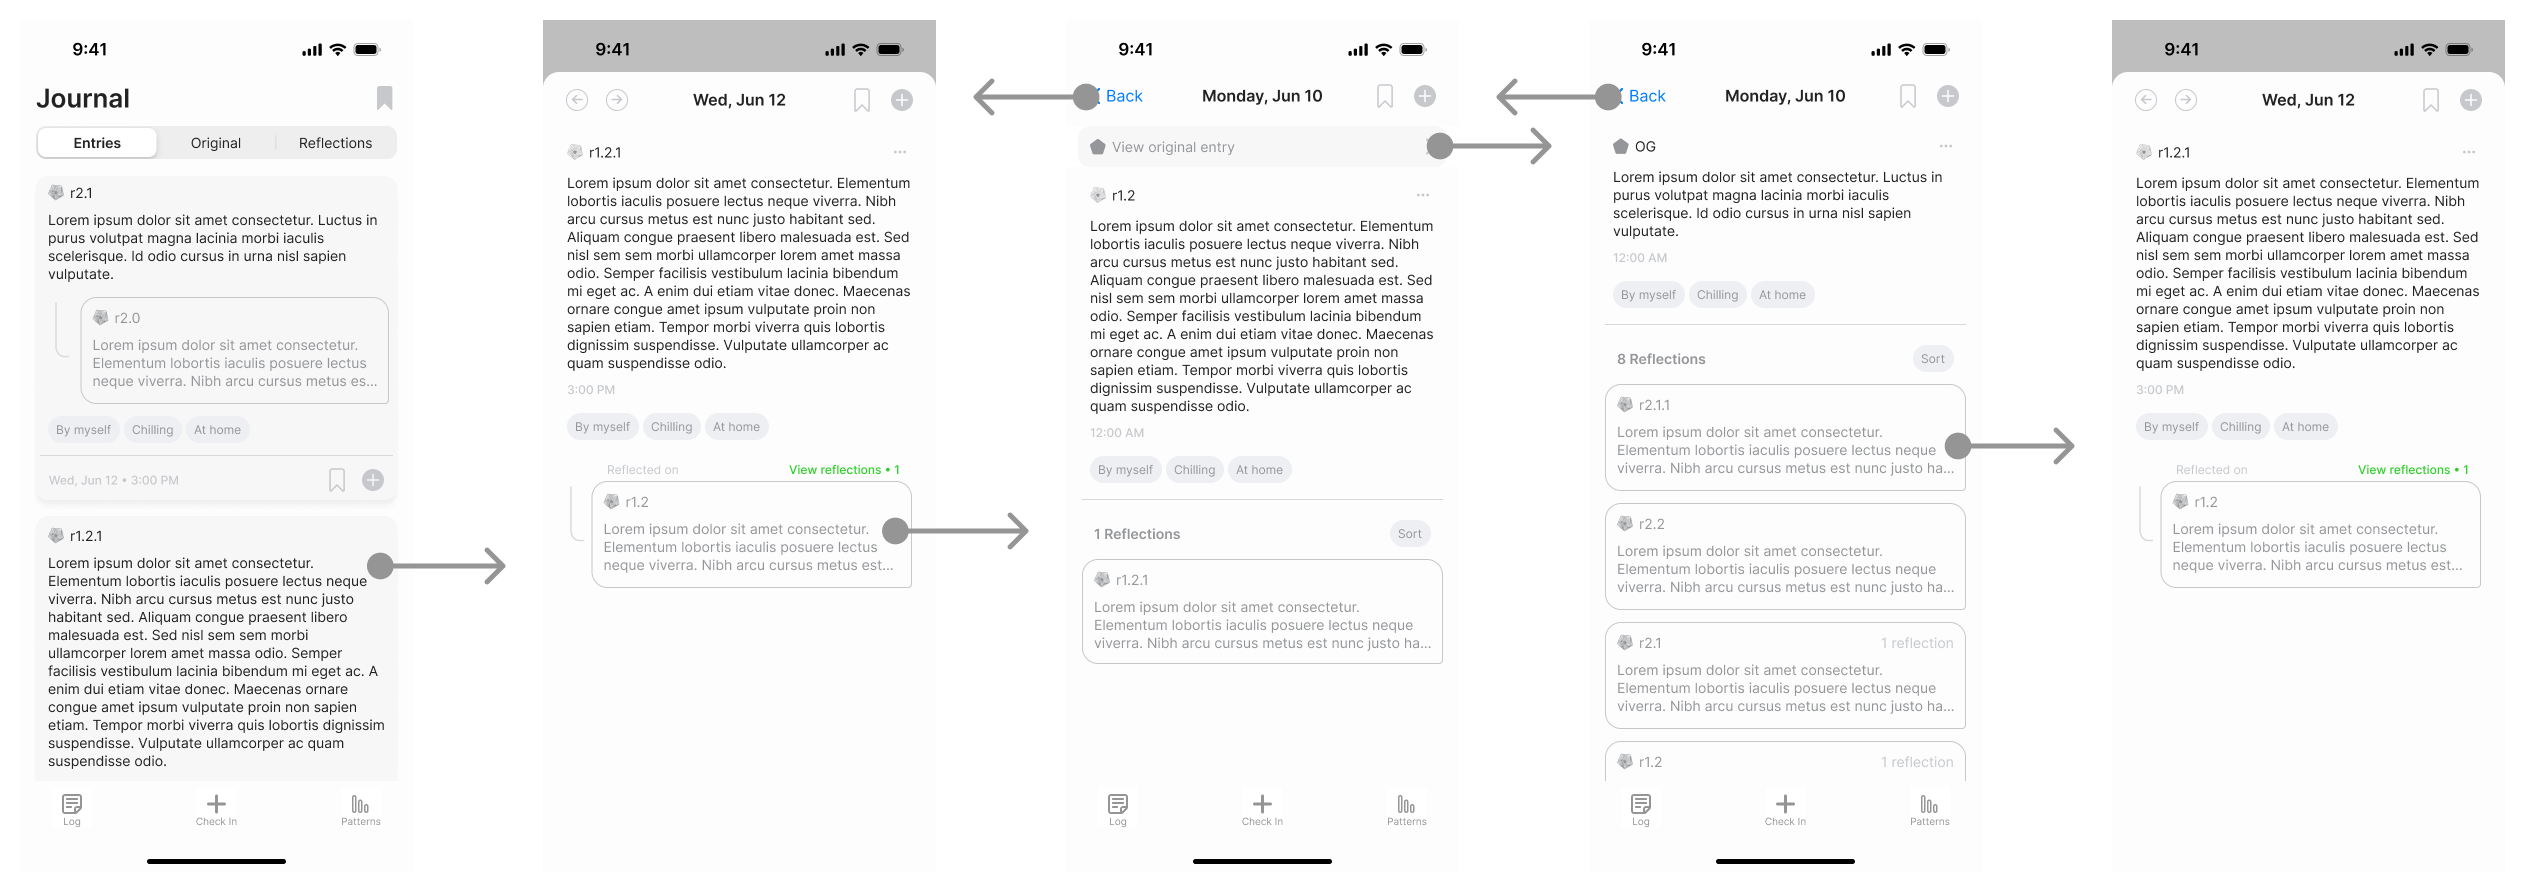 9:41
Journal
Entries
Original
Reflections
r2.1
Lorem ipsum dolor sit amet consectetur. Luctus in
purus volutpat magna lacinia morbi iaculis
scelerisque. Id odio cursus in urna nisl sapien
vulputate.
r2.0
Lorem ipsum dolor sit amet consectetur.
Elementum lobortis iaculis posuere lectus
neque viverra. Nibh arcu cursus metus es...
By myself
Chilling
At home
Wed, Jun 12 • 3:00 PM
r1.2.1
Lorem ipsum dolor sit amet consectetur.
Elementum lobortis iaculis posuere lectus neque
viverra. Nibh arcu cursus metus est nunc justo
habitant sed. Aliquam congue praesent libero
malesuada est. Sed nisl sem sem morbi
ullamcorper lorem amet massa odio. Semper
facilisis vestibulum lacinia bibendum mi eget ac. A
enim dui etiam vitae donec. Maecenas ornare
congue amet ipsum vulputate proin non sapien
etiam. Tempor morbi viverra quis lobortis dignissim
suspendisse. Vulputate ullamcorper ac quam
suspendisse odio.
Log
Check In
Patterns
9:41
Wed, Jun 12
r1.2.1
Lorem ipsum dolor sit amet consectetur. Elementum
lobortis iaculis posuere lectus neque viverra. Nibh
arcu cursus metus est nunc justo habitant sed.
Aliquam congue praesent libero malesuada est. Sed
nisl sem sem morbi ullamcorper lorem amet massa
odio. Semper facilisis vestibulum lacinia bibendum
mi eget ac. A enim dui etiam vitae donec. Maecenas
ornare congue amet ipsum vulputate proin non
sapien etiam. Tempor morbi viverra quis lobortis
dignissim suspendisse. Vulputate ullamcorper ac
quam suspendisse odio.
3:00 PM
By myself
Chilling
At home
Reflected on
View reflections • 1
r1.2
Lorem ipsum dolor sit amet consectetur.
Elementum lobortis iaculis posuere lectus
neque viverra. Nibh arcu cursus metus est...
9:41
Back
Monday, Jun 10
View original entry
r1.2
Lorem ipsum dolor sit amet consectetur. Elementum
lobortis iaculis posuere lectus neque viverra. Nibh
arcu cursus metus est nunc justo habitant sed.
Aliquam congue praesent libero malesuada est. Sed
nisl sem sem morbi ullamcorper lorem amet massa
odio. Semper facilisis vestibulum lacinia bibendum
mi eget ac. A enim dui etiam vitae donec. Maecenas
ornare congue amet ipsum vulputate proin non
sapien etiam. Tempor morbi viverra quis lobortis
dignissim suspendisse. Vulputate ullamcorper ac
quam suspendisse odio.
12:00 AM
By myself
Chilling
At home
1 Reflections
Sort
r1.2.1
Lorem ipsum dolor sit amet consectetur.
Elementum lobortis iaculis posuere lectus neque
viverra. Nibh arcu cursus metus est nunc justo ha...
Log
Check In
Patterns
9:41
Back
Monday, Jun 10
OG
Lorem ipsum dolor sit amet consectetur. Luctus in
purus volutpat magna lacinia morbi iaculis
scelerisque. Id odio cursus in urna nisl sapien
vulputate.
12:00 AM
By myself
Chilling
At home
8 Reflections
Sort
r2.1.1
Lorem ipsum dolor sit amet consectetur.
Elementum lobortis iaculis posuere lectus neque
viverra. Nibh arcu cursus metus est nunc justo ha...
r2.2
Lorem ipsum dolor sit amet consectetur.
Elementum lobortis iaculis posuere lectus neque
viverra. Nibh arcu cursus metus est nunc justo ha...
r2.1
1 reflection
Lorem ipsum dolor sit amet consectetur.
Elementum lobortis iaculis posuere lectus neque
viverra. Nibh arcu cursus metus est nunc justo ha...
r1.2
1 reflection
Log
Check In
Patterns
9:41
Wed, Jun 12
r1.2.1
Lorem ipsum dolor sit amet consectetur. Elementum
lobortis iaculis posuere lectus neque viverra. Nibh
arcu cursus metus est nunc justo habitant sed.
Aliquam congue praesent libero malesuada est. Sed
nisl sem sem morbi ullamcorper lorem amet massa
odio. Semper facilisis vestibulum lacinia bibendum
mi eget ac. A enim dui etiam vitae donec. Maecenas
ornare congue amet ipsum vulputate proin non
sapien etiam. Tempor morbi viverra quis lobortis
dignissim suspendisse. Vulputate ullamcorper ac
quam suspendisse odio.
3:00 PM
By myself
Chilling
At home
Reflected on
View reflections • 1
r1.2
Lorem ipsum dolor sit amet consectetur.
Elementum lobortis iaculis posuere lectus
neque viverra. Nibh arcu cursus metus est...